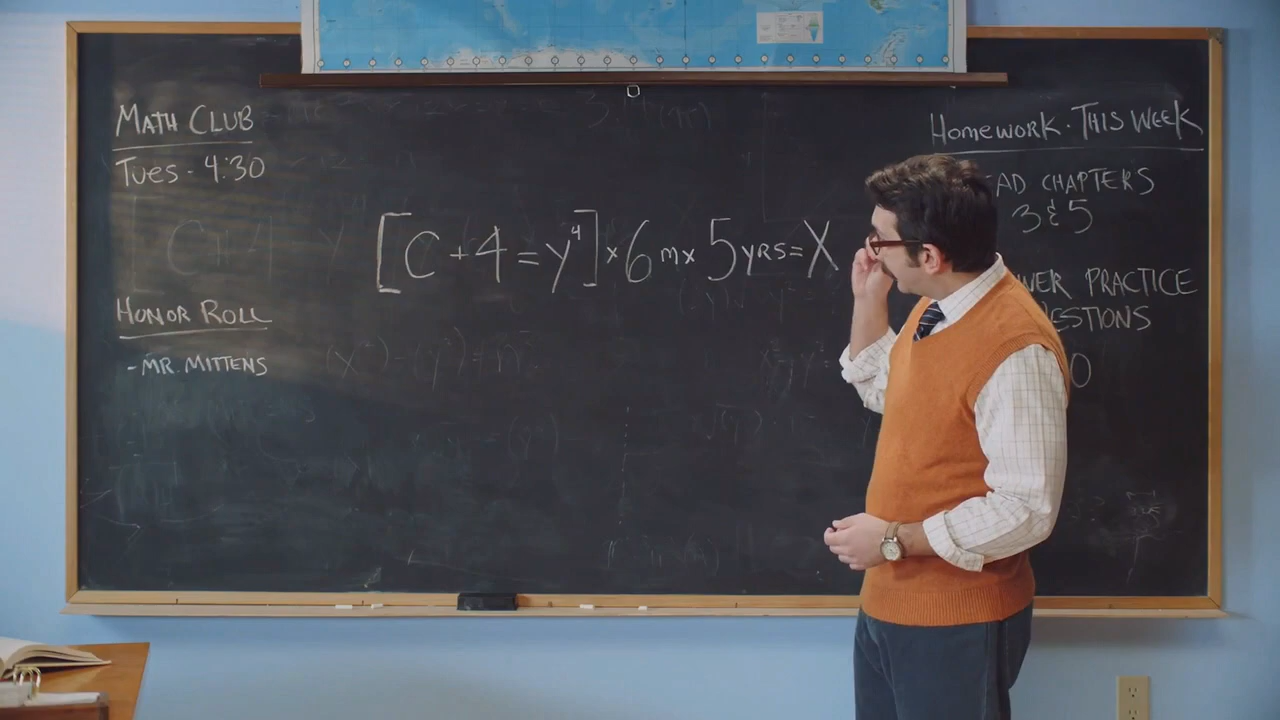 MATH CLUB
TUES - 4:30
[C + 4 = y⁴] × 6 m x 5 yrs = X
HONOR ROLL
- MR. MITTENS
HOMEWORK · THIS WEEK
CHAPTERS
3 & 5
PRACTICE